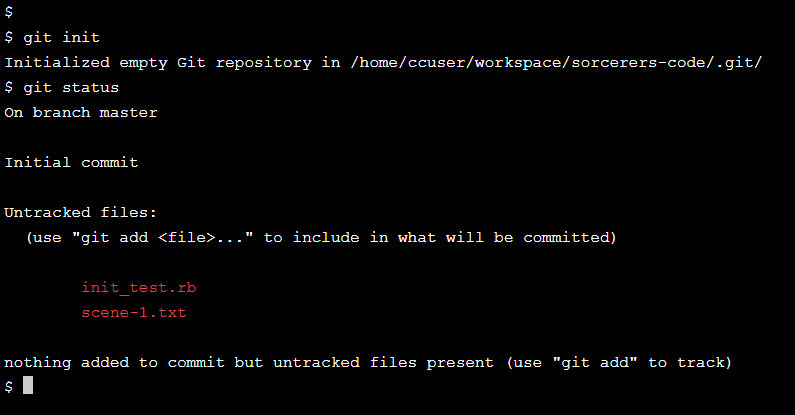 $
$ git init
Initialized empty Git repository in /home/ccuser/workspace/sorcerers-code/.git/
$ git status
On branch master
Initial commit
Untracked files:
(use "git add <file>..." to include in what will be committed)
init_test.rb
scene-1.txt
nothing added to commit but untracked files present (use "git add" to track)
$